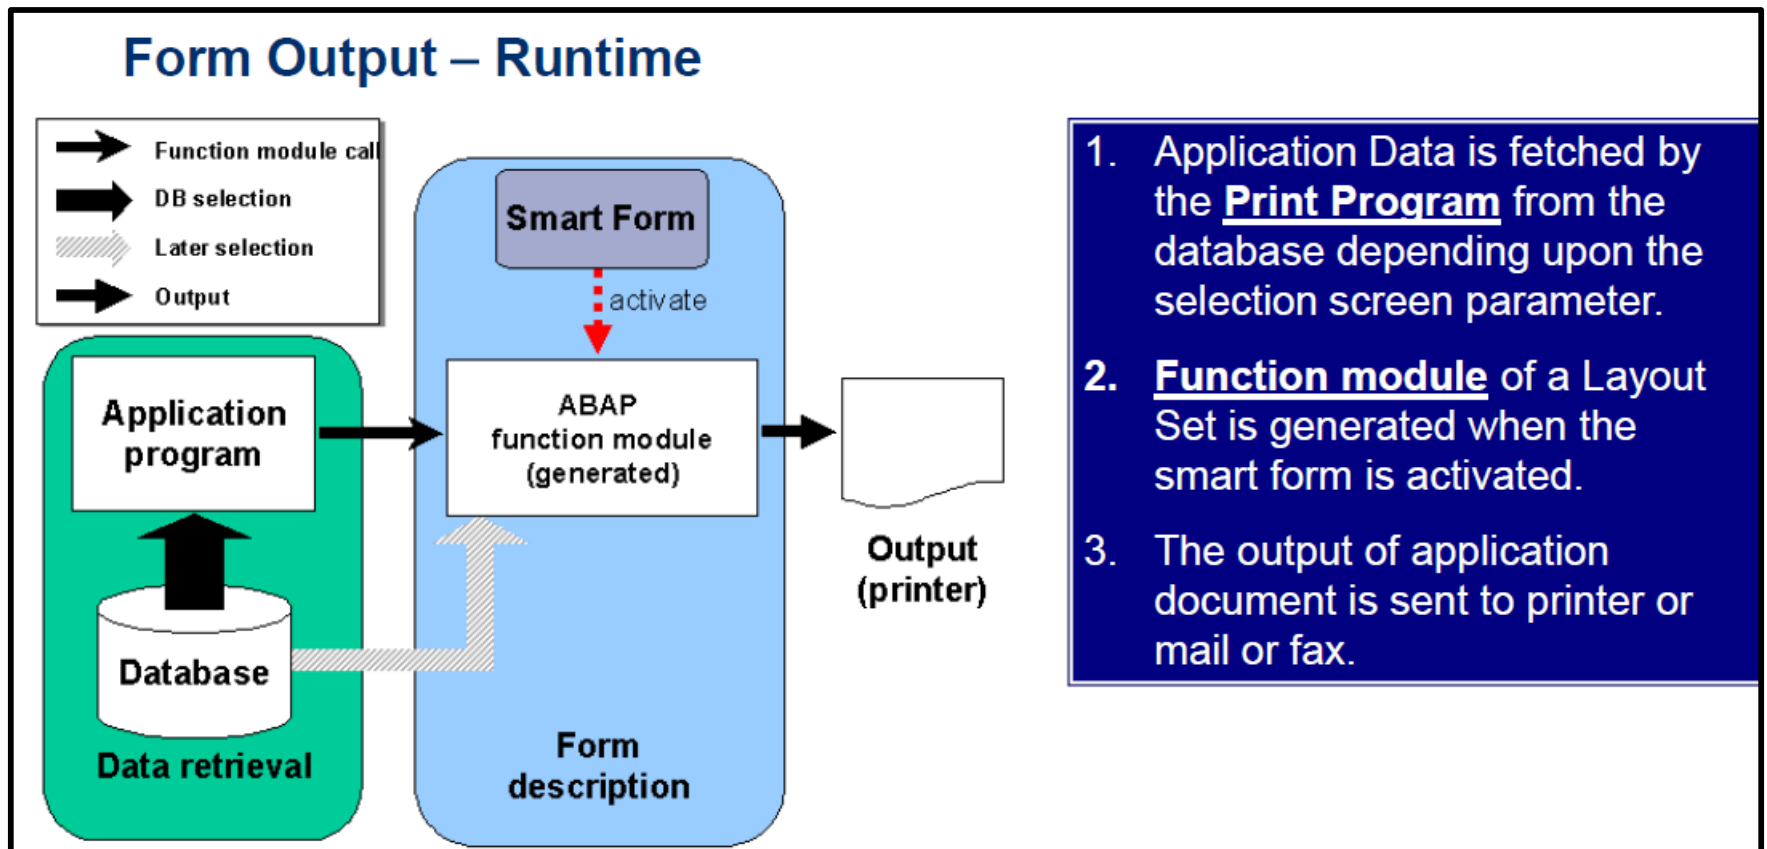 Form Output – Runtime
Function module call
DB selection
Later selection
Output
Smart Form
activate
Application
program
ABAP
function module
(generated)
Output
(printer)
Database
Data retrieval
Form
description
1. Application Data is fetched by
the Print Program from the
database depending upon the
selection screen parameter.
2. Function module of a Layout
Set is generated when the
smart form is activated.
3. The output of application
document is sent to printer or
mail or fax.